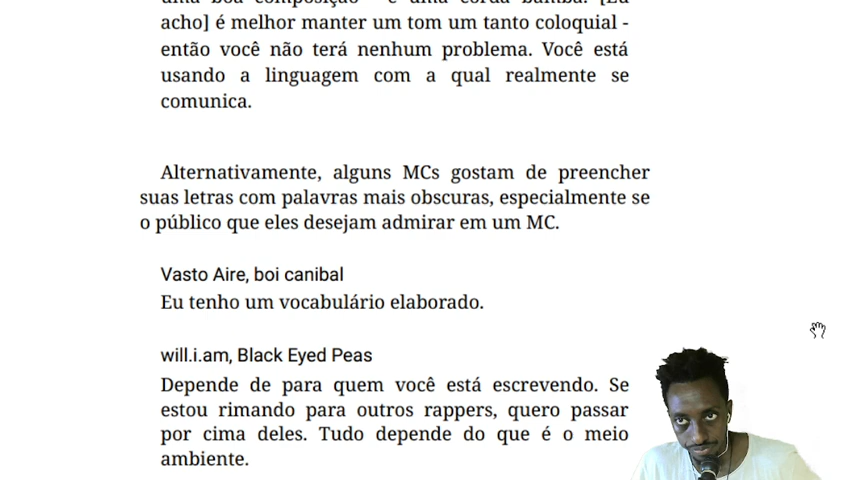 acho] é melhor manter um tom um tanto coloquial -
então você não terá nenhum problema. Você está
usando a linguagem com a qual realmente se
comunica.
Alternativamente, alguns MCs gostam de preencher
suas letras com palavras mais obscuras, especialmente se
o público que eles desejam admirar em um MC.
Vasto Aire, boi canibal
Eu tenho um vocabulário elaborado.
will.i.am, Black Eyed Peas
Depende de para quem você está escrevendo. Se
estou rimando para outros rappers, quero passar
por cima deles. Tudo depende do que é o meio
ambiente.